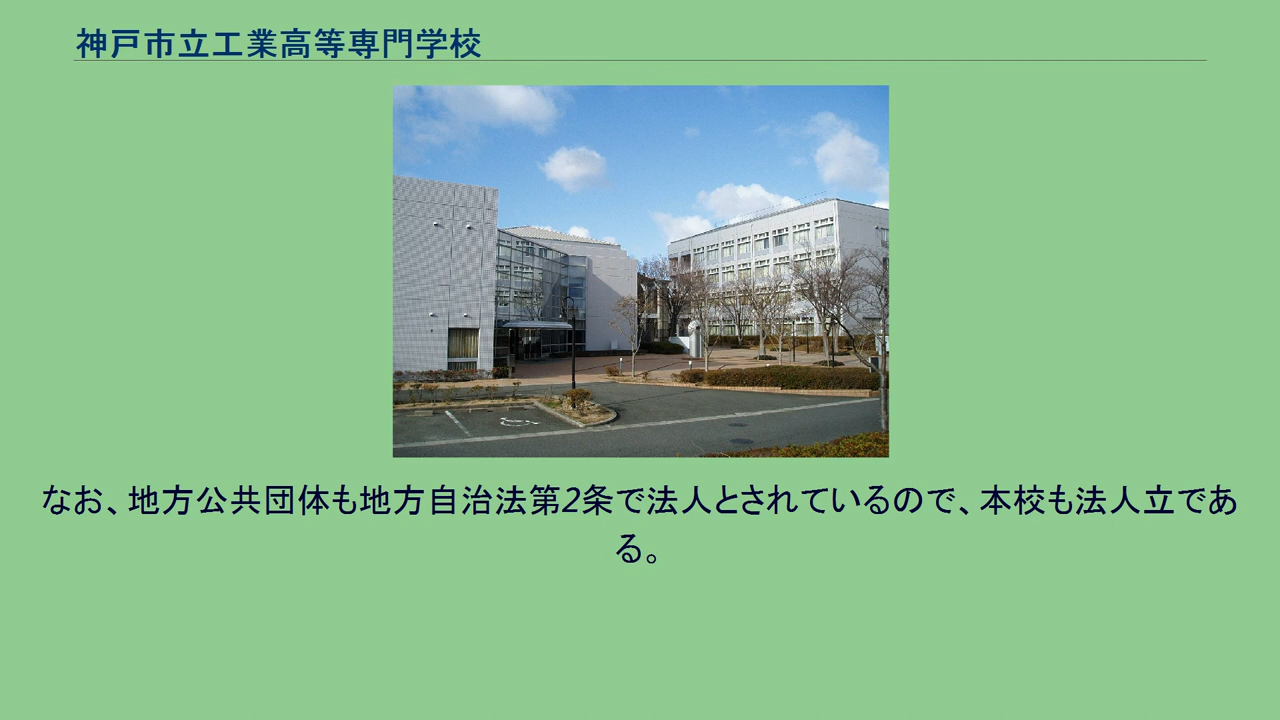 神戸市立工業高等専門学校
なお、地方公共団体も地方自治法第2条で法人とされているので、本校も法人立であ
る。